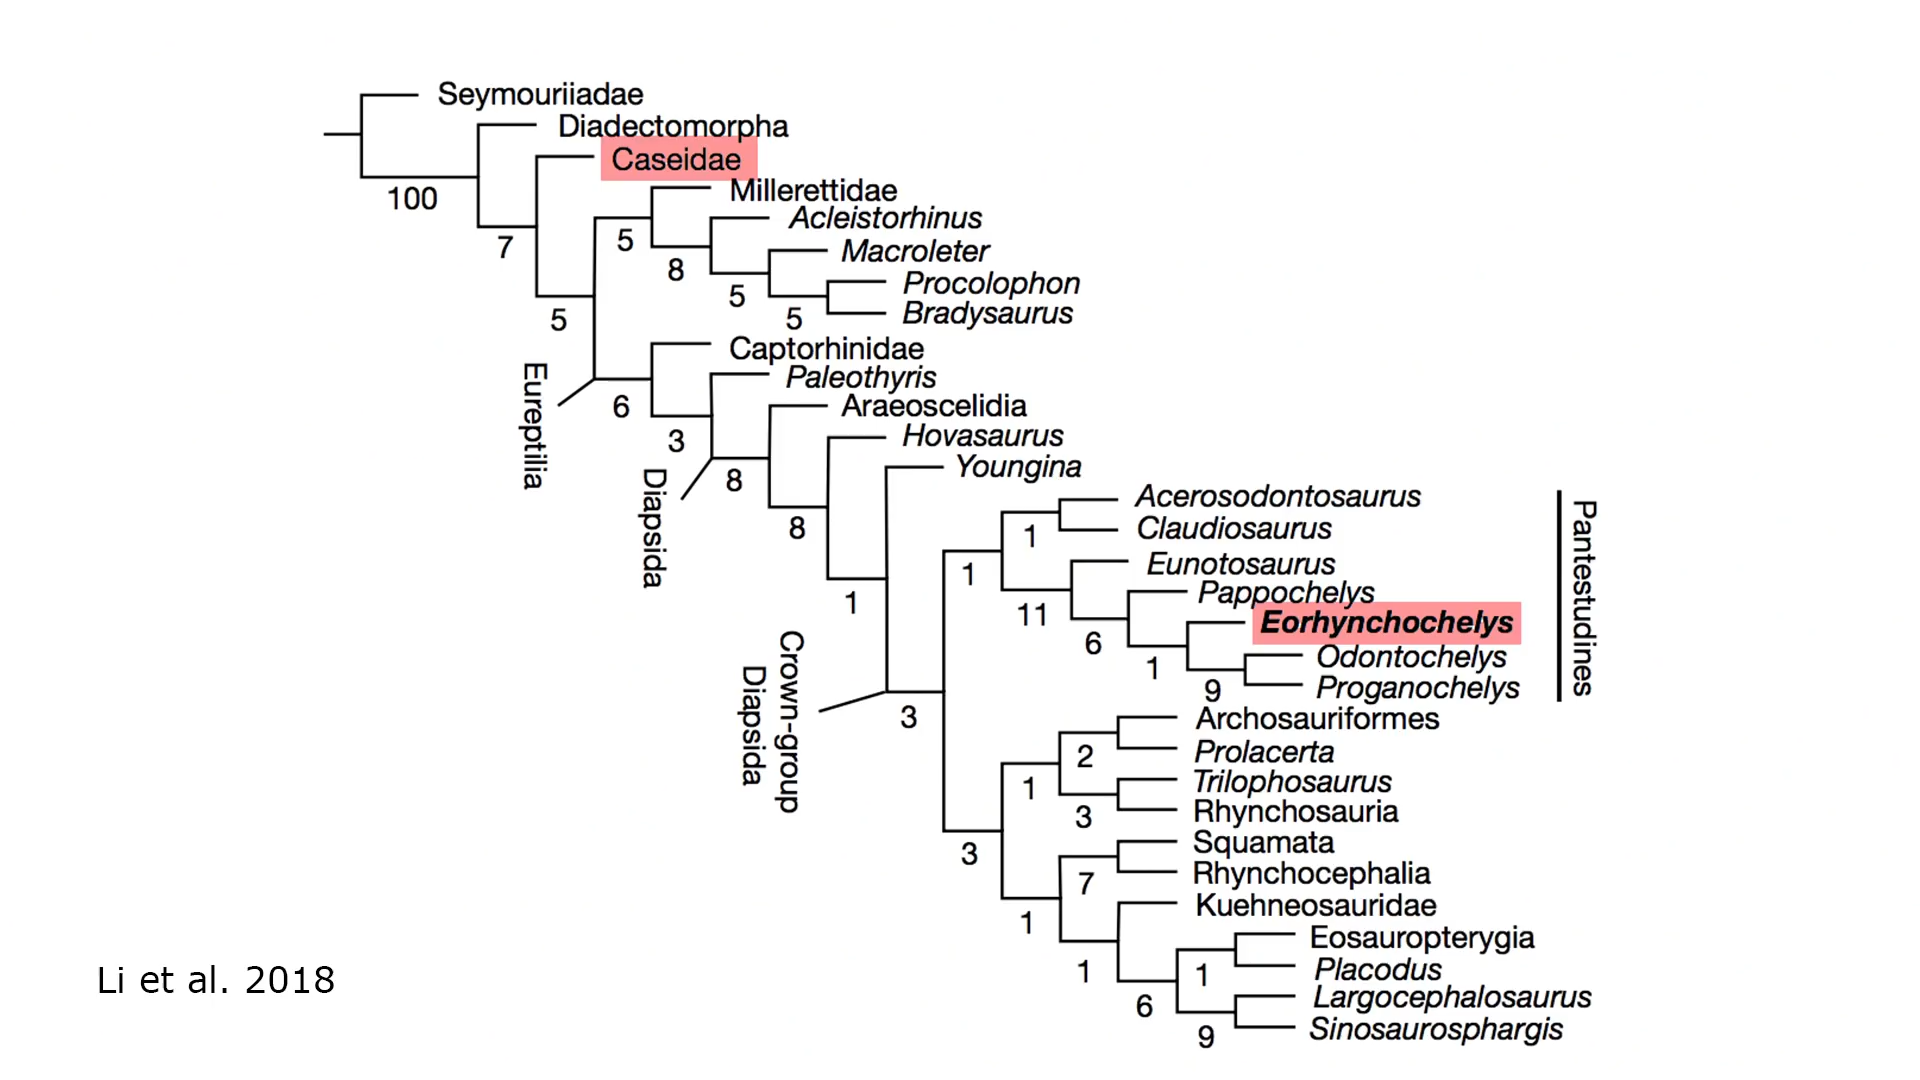 Seymouriiadae
Diadectomorpha
Caseidae
100
Millerettidae
Acleistorhinus
7
5
Macroleter
8
Procolophon
5
Bradysaurus
5
5
Captorhinidae
Paleothyris
Eureptilia
6
Araeoscelidia
3
Hovasaurus
Youngina
Diapsida
8
Acerosodontosaurus
8
1
Claudiosaurus
Pantestudines
1
Eunotosaurus
1
11
Pappochelys
Eorhynchochelys
6
Odontochelys
1
Proganochelys
9
Crown-group
Diapsida
3
Archosauriformes
2
Prolacerta
1
Trilophosaurus
3
Rhynchosauria
3
Squamata
7
Rhynchocephalia
1
Kuehneosauridae
Eosauropterygia
1
1
Placodus
Li et al. 2018
6
Largocephalosaurus
9
Sinosaurosphargis